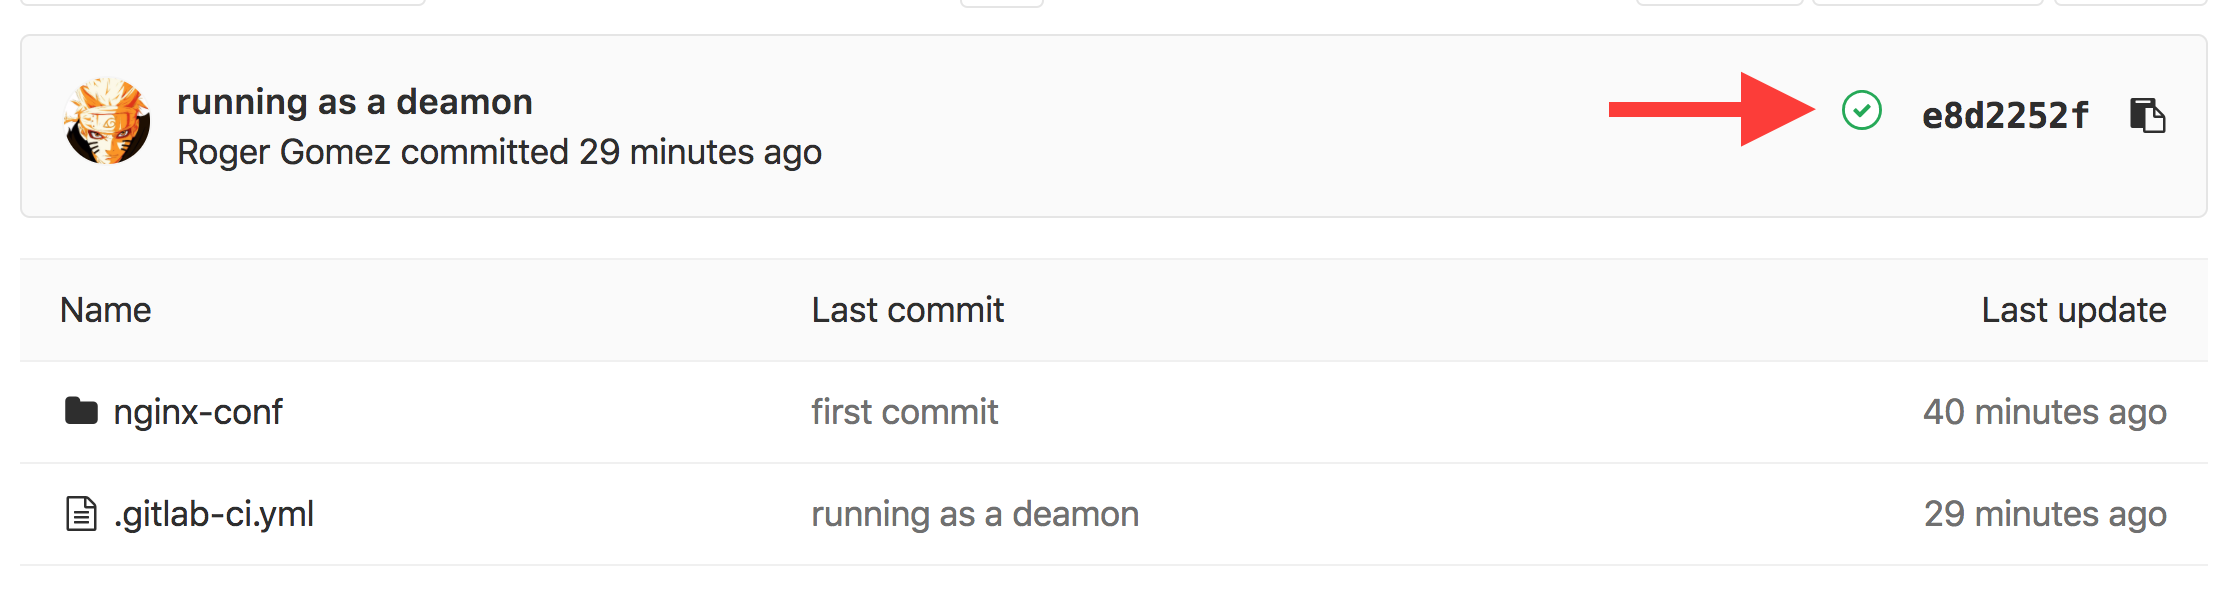 running as a deamon
Roger Gomez committed 29 minutes ago
e8d2252f
Name Last commit Last update
nginx-conf first commit 40 minutes ago
.gitlab-ci.yml running as a deamon 29 minutes ago